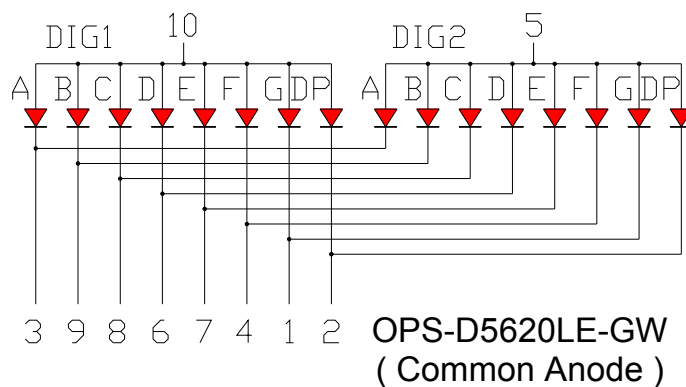 DIG1 10 DIG2 5
A B C D E F G DP A B C D E F G DP
3 9 8 6 7 4 1 2 OPS-D5620LE-GW
( Common Anode )